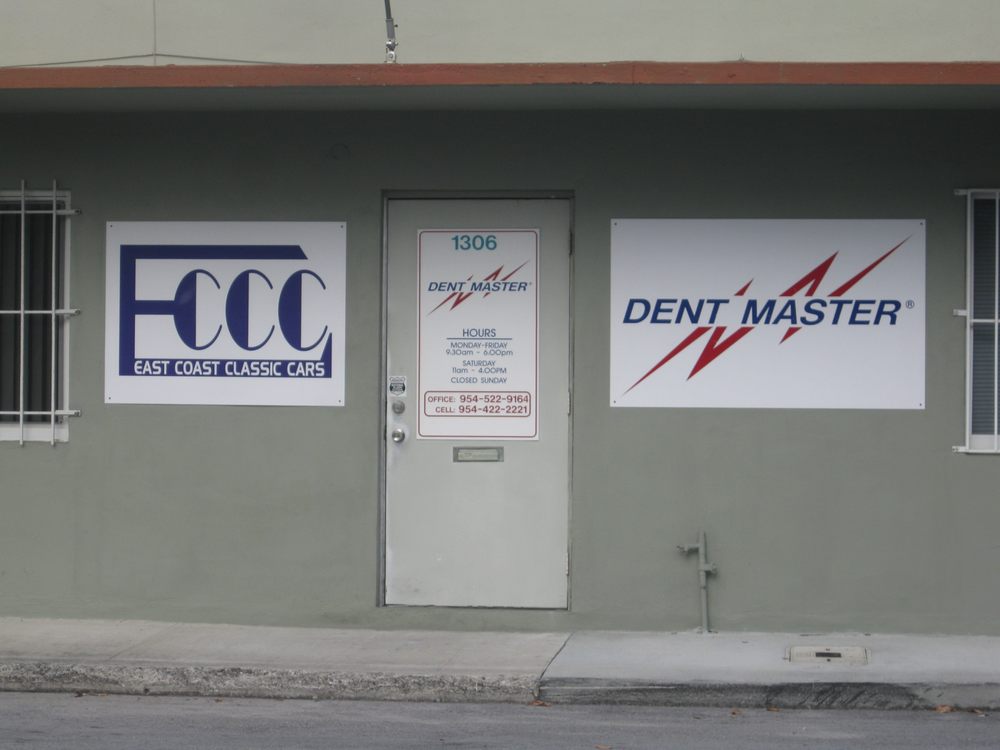 ECCC
EAST COAST CLASSIC CARS
1306
DENT MASTER®
HOURS
MONDAY-FRIDAY
9.30am - 6.00pm
SATURDAY
11am - 4.00PM
CLOSED SUNDAY
OFFICE: 954-522-9164
CELL: 954-422-2221
DENT MASTER®